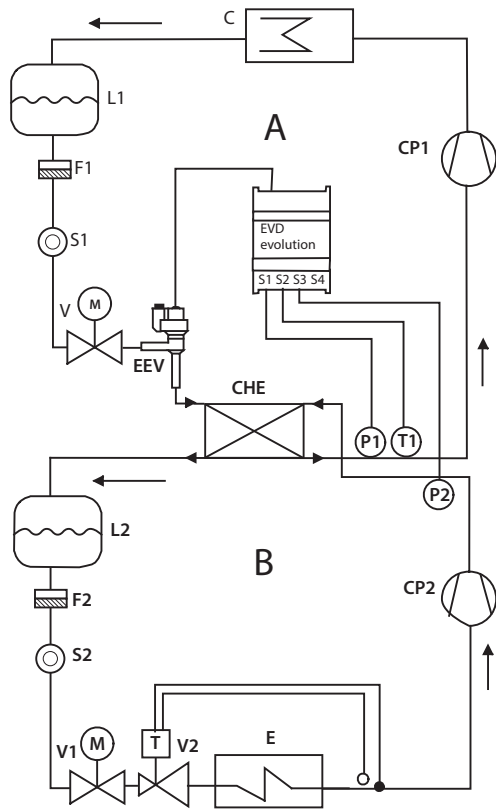 C
L1
A
CP1
F1
EVD
evolution
S1
S1 S2 S3 S4
V
M
EEV
CHE
P1
T1
P2
L2
B
CP2
F2
S2
V1
M
T
V2
E